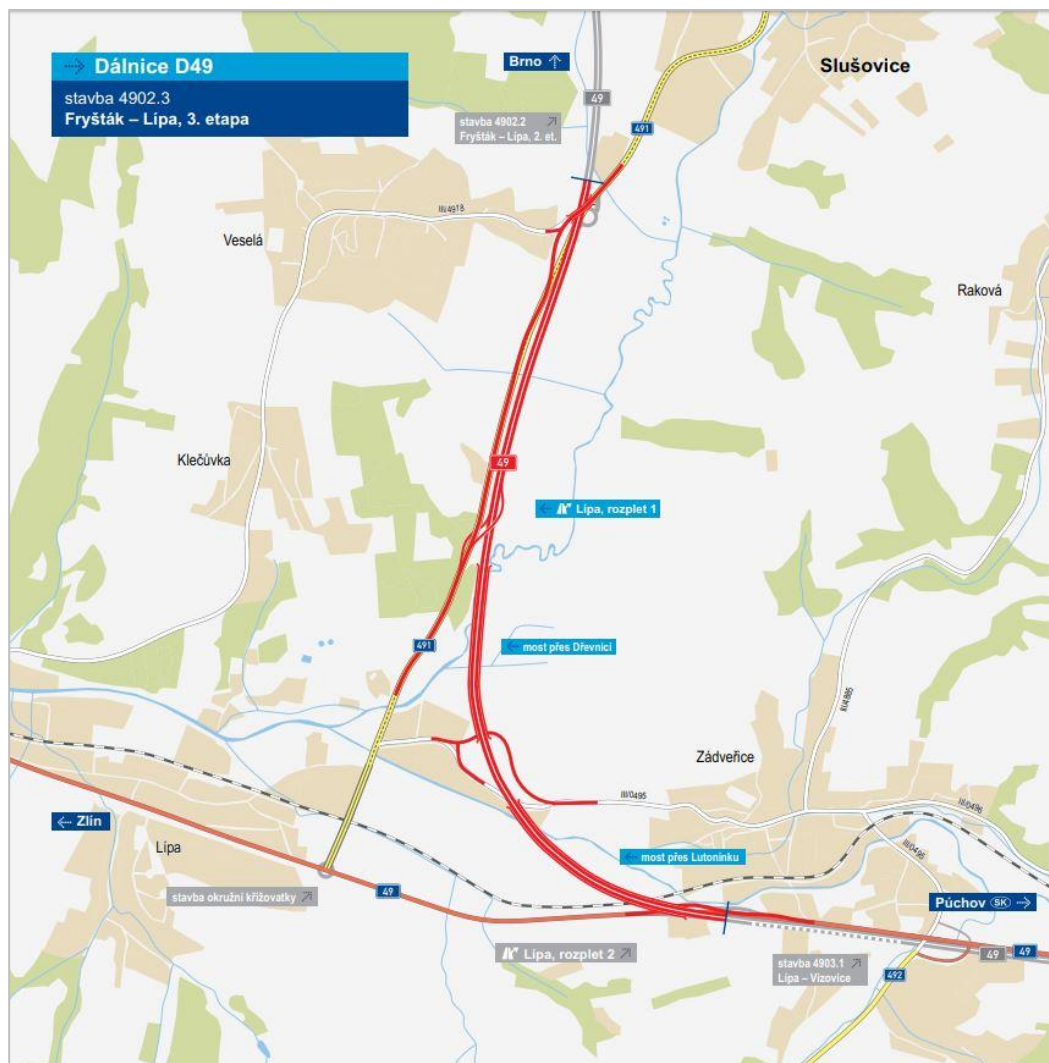 Dálnice D49
stavba 4902.3
Fryšták – Lípa, 3. etapa
Brno
Slušovice
49
stavba 4902.2
Fryšták – Lípa, 2. et.
491
III/4918
Veselá
Raková
Klečůvka
49
Lípa, rozplet 1
491
most přes Dřevnici
III/4885
Zádveřice
III/0495
III/0496
Zlín
Lípa
most přes Lutoninku
III/0495
stavba okružní křižovatky
49
Púchov SK
Lípa, rozplet 2
49
49
stavba 4903.1
Lípa – Vizovice
492